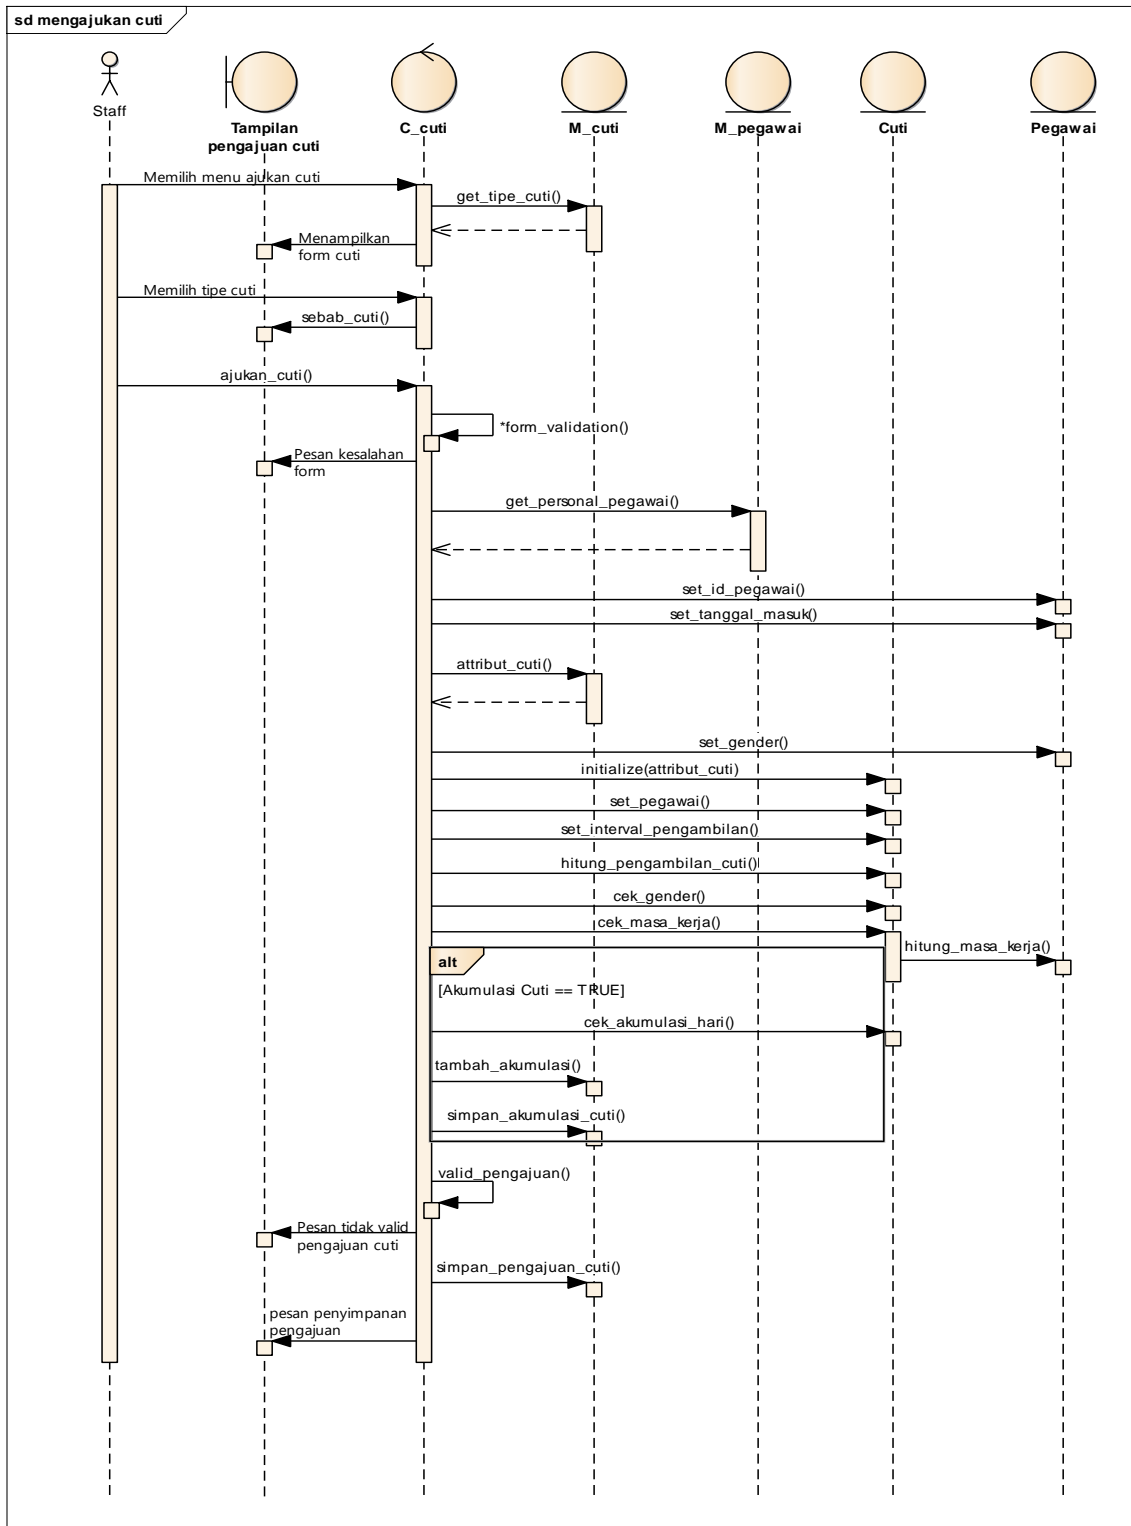 sd mengajukan cuti
Staff
Tampilan
pengajuan cuti
C_cuti
M_cuti
M_pegawai
Cuti
Pegawai
Memilih menu ajukan cuti
get_tipe_cuti()
Menampilkan
form cuti
Memilih tipe cuti
sebab_cuti()
ajukan_cuti()
*form_validation()
Pesan kesalahan
form
get_personal_pegawai()
set_id_pegawai()
set_tanggal_masuk()
attribut_cuti()
set_gender()
initialize(attribut_cuti)
set_pegawai()
set_interval_pengambilan()
hitung_pengambilan_cuti()
cek_gender()
cek_masa_kerja()
hitung_masa_kerja()
alt
[Akumulasi Cuti == TRUE]
cek_akumulasi_hari()
tambah_akumulasi()
simpan_akumulasi_cuti()
valid_pengajuan()
Pesan tidak valid
pengajuan cuti
simpan_pengajuan_cuti()
pesan penyimpanan
pengajuan